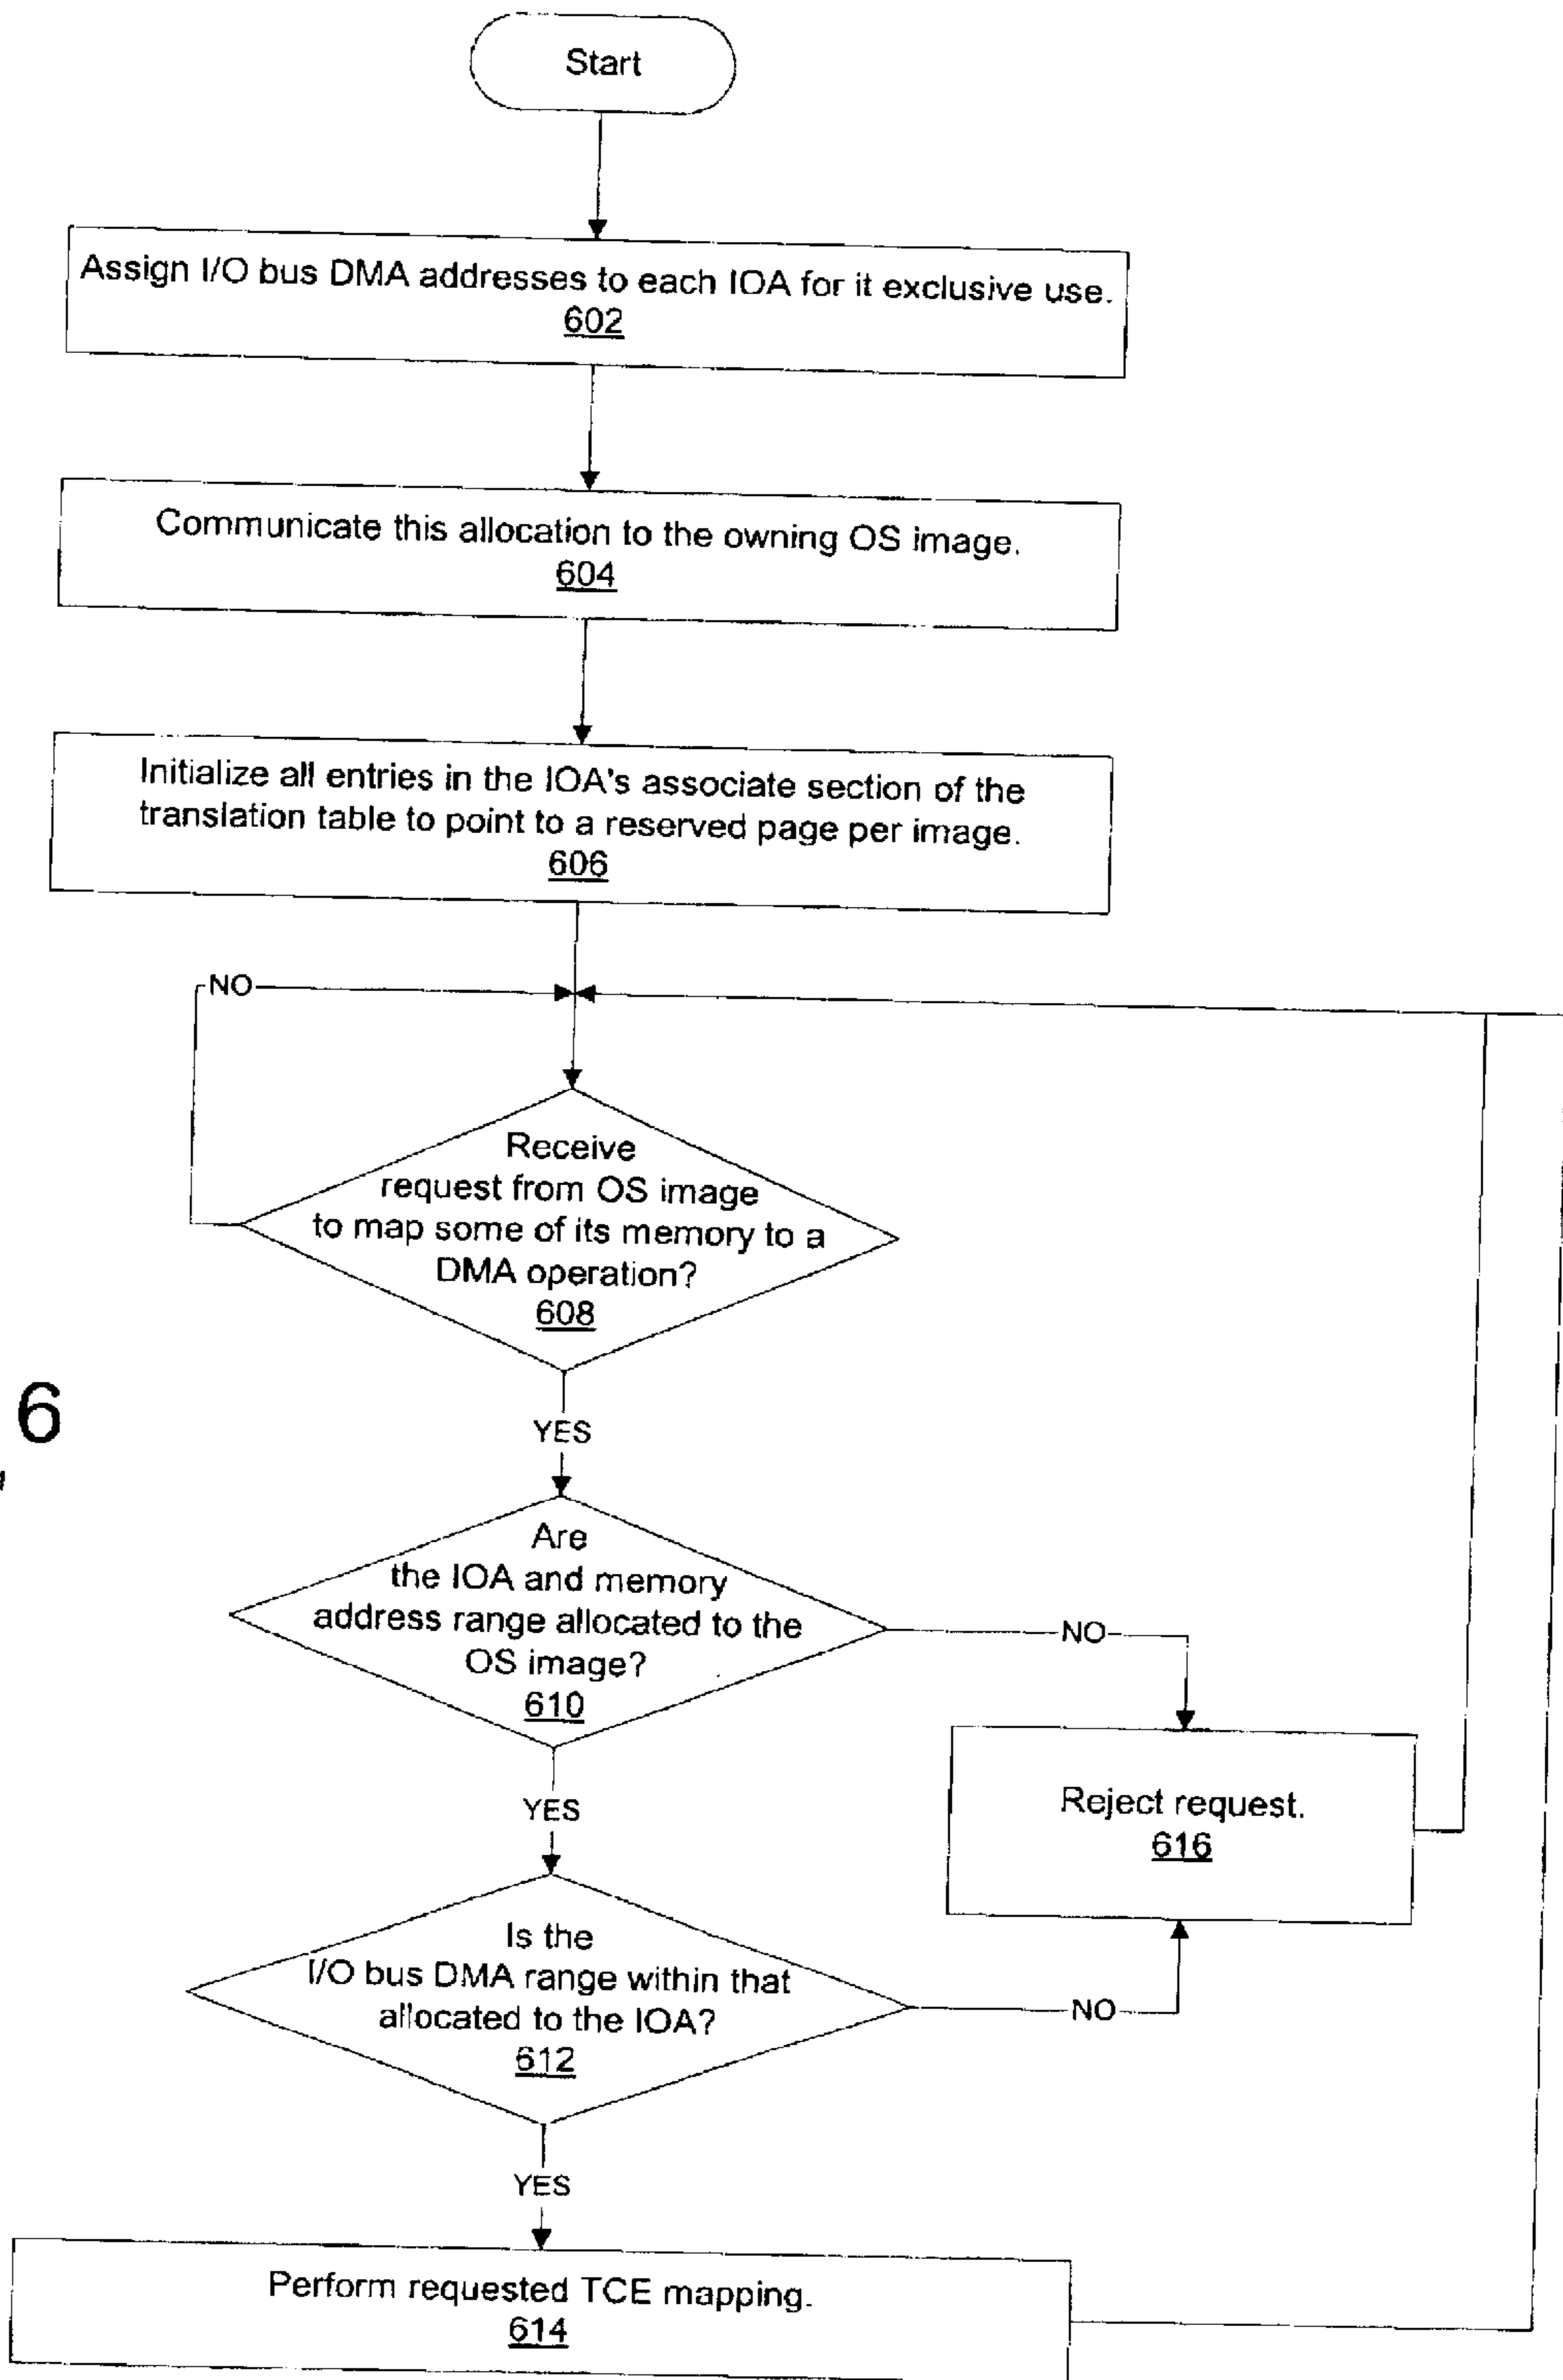 Start
Assign I/O bus DMA addresses to each IOA for it exclusive use.
602
Communicate this allocation to the owning OS image.
604
Initialize all entries in the IOA's associate section of the
translation table to point to a reserved page per image.
606
NO
Receive
request from OS image
to map some of its memory to a
DMA operation?
608
6
YES
Are
the IOA and memory
address range allocated to the
OS image?
610
NO
YES
Reject request.
616
Is the
I/O bus DMA range within that
allocated to the IOA?
612
NO
YES
Perform requested TCE mapping.
614